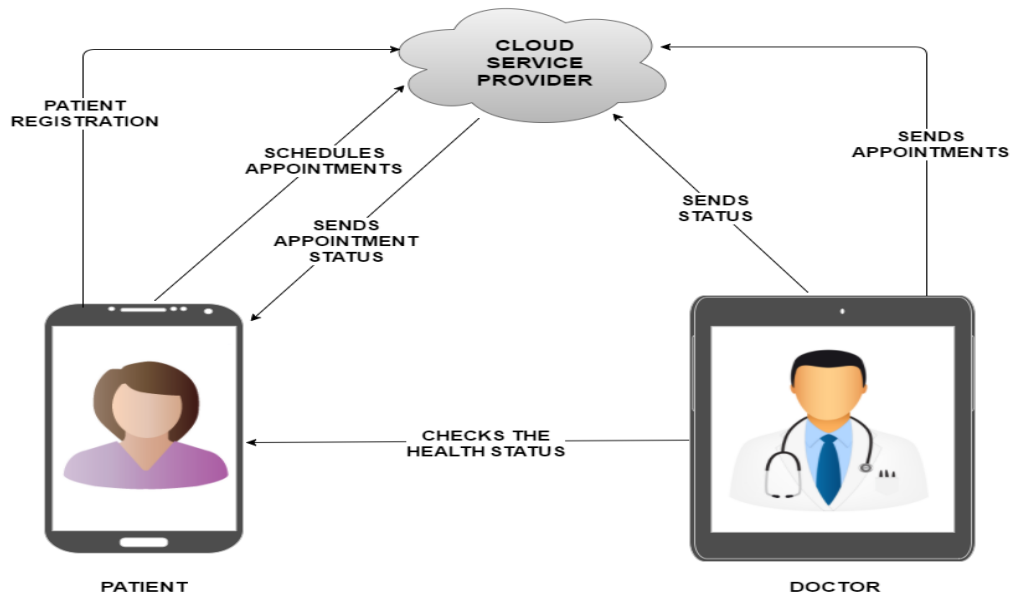 CLOUD
SERVICE
PROVIDER
PATIENT
REGISTRATION
SCHEDULES
APPOINTMENTS
SENDS
APPOINTMENT
STATUS
SENDS
STATUS
SENDS
APPOINTMENTS
CHECKS THE
HEALTH STATUS
PATIENT
DOCTOR